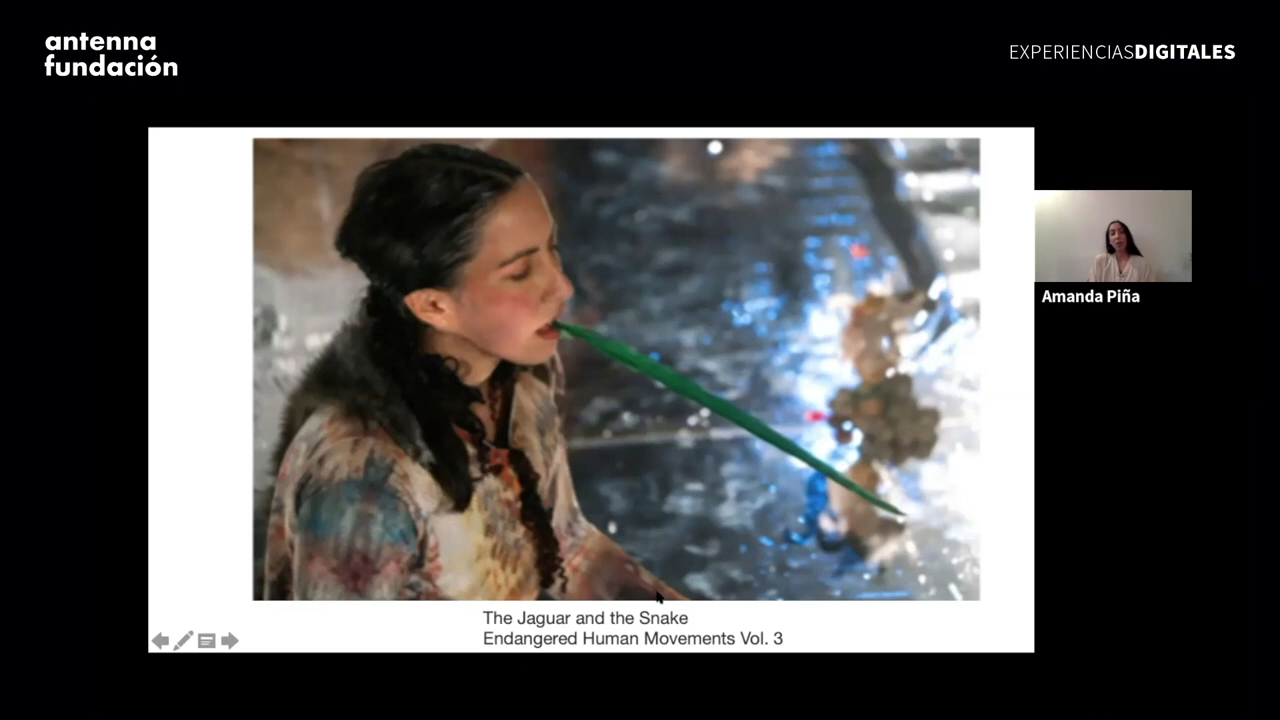 antenna
fundación
EXPERIENCIASDIGITALES
Amanda Piña
The Jaguar and the Snake
Endangered Human Movements Vol. 3